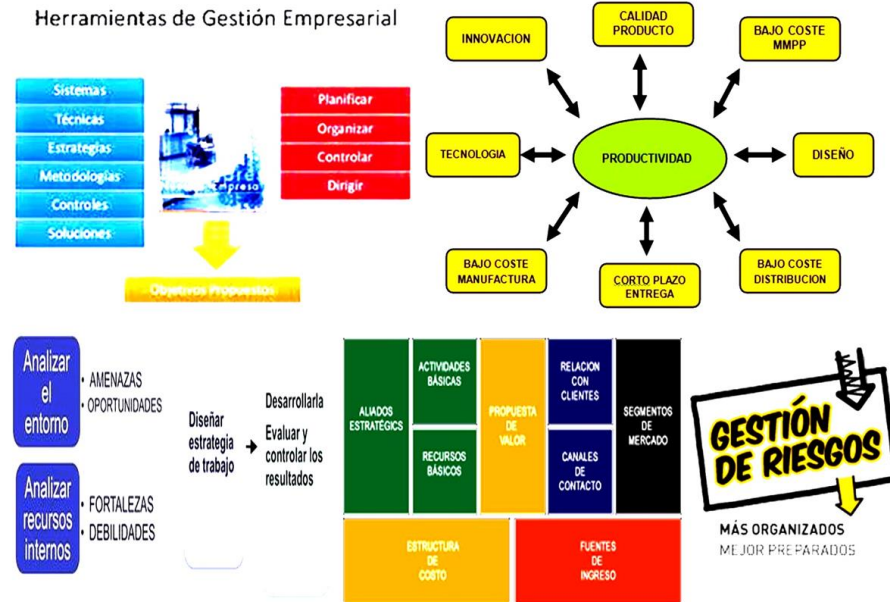 Herramientas de Gestión Empresarial
Sistemas
Técnicas
Estrategias
Metodologías
Controles
Soluciones
Empresa
Planificar
Organizar
Controlar
Dirigir
Objetivos Propuestos
INNOVACION
CALIDAD
PRODUCTO
BAJO COSTE
MMPP
TECNOLOGIA
PRODUCTIVIDAD
DISEÑO
BAJO COSTE
MANUFACTURA
CORTO PLAZO
ENTREGA
BAJO COSTE
DISTRIBUCION
Analizar
el
entorno
• AMENAZAS
• OPORTUNIDADES
Analizar
recursos
internos
• FORTALEZAS
• DEBILIDADES
Diseñar
estrategia
de trabajo
Desarrollarla
Evaluar y
controlar los
resultados
ALIADOS
ESTRATÉGICS
ACTIVIDADES
BÁSICAS
RECURSOS
BÁSICOS
PROPUESTA
DE
VALOR
RELACION
CON
CLIENTES
CANALES
DE
CONTACTO
SEGMENTOS
DE
MERCADO
ESTRUCTURA
DE
COSTO
FUENTES
DE
INGRESO
GESTIÓN
DE RIESGOS
MÁS ORGANIZADOS
MEJOR PREPARADOS